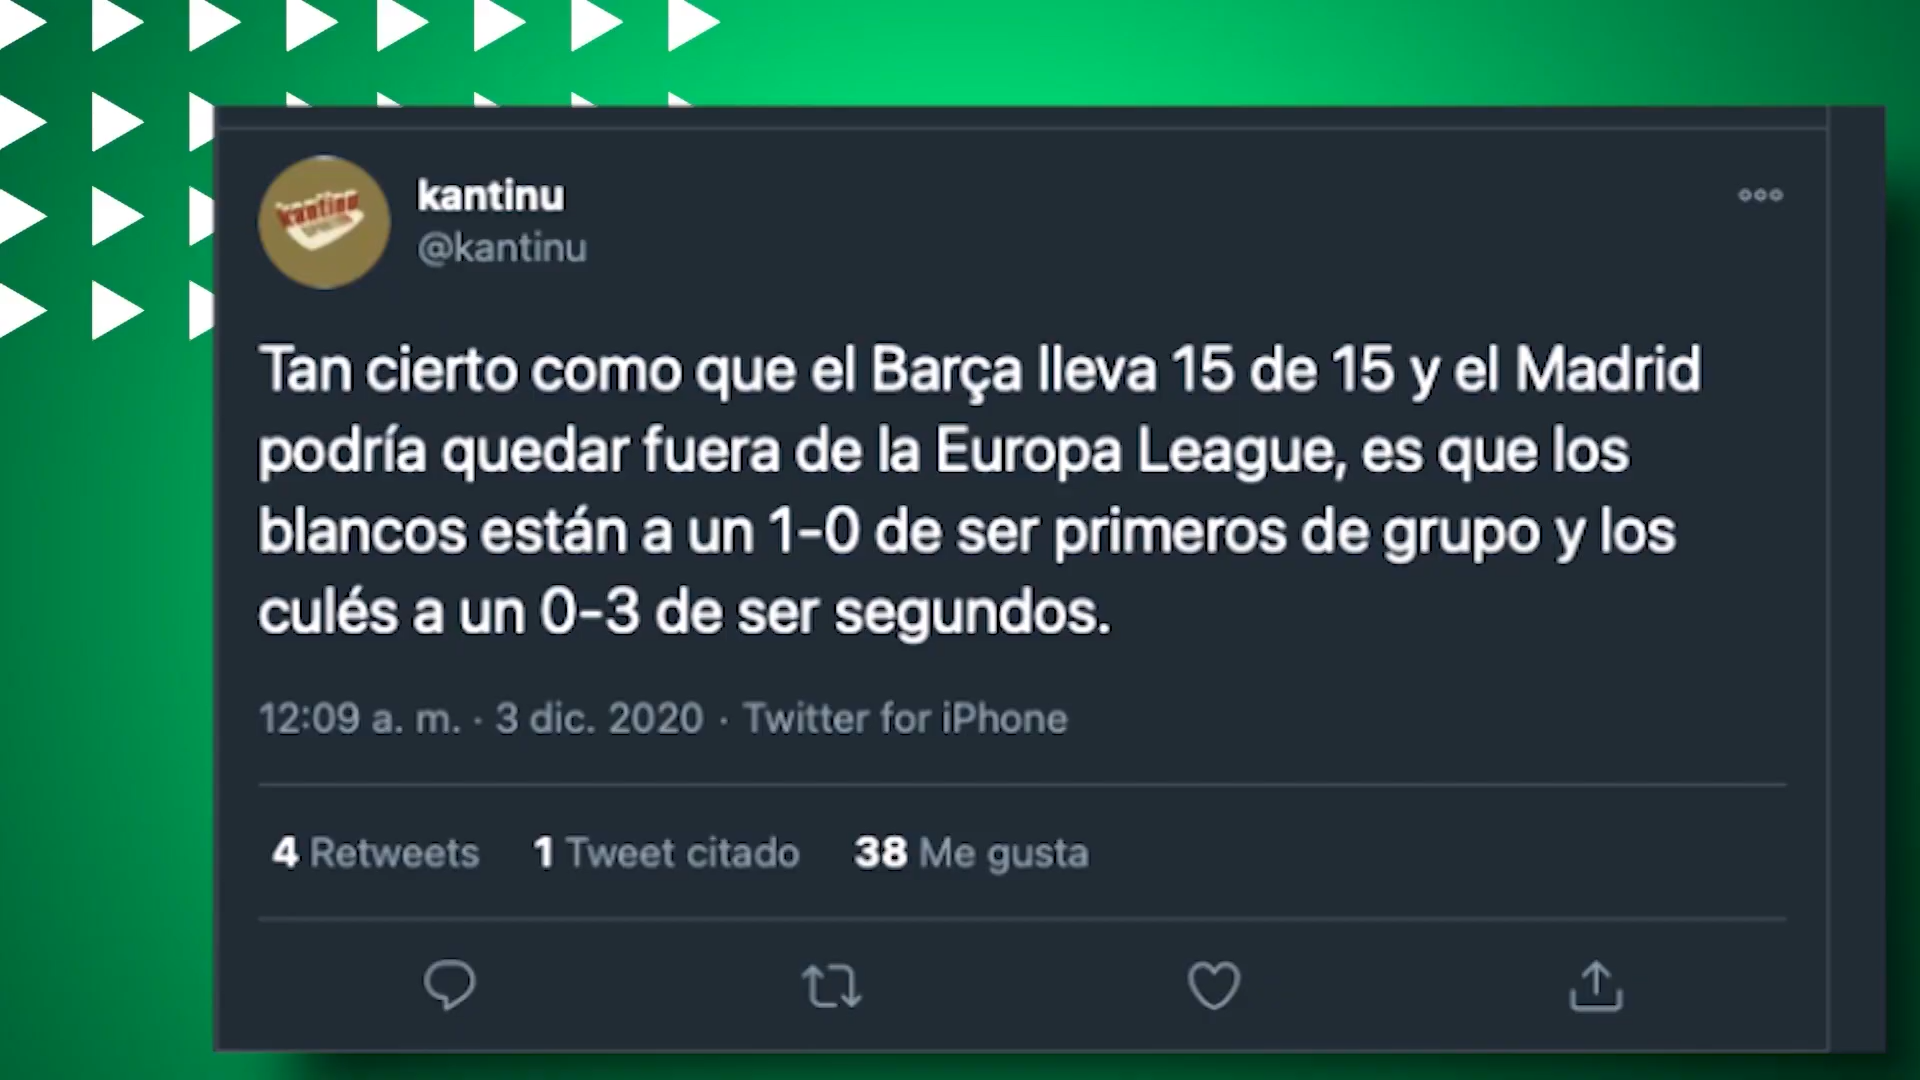 kantinu
kantinu
@kantinu
Tan cierto como que el Barça lleva 15 de 15 y el Madrid
podría quedar fuera de la Europa League, es que los
blancos están a un 1-0 de ser primeros de grupo y los
culés a un 0-3 de ser segundos.
12:09 a. m. · 3 dic. 2020 · Twitter for iPhone
4 Retweets 1 Tweet citado 38 Me gusta